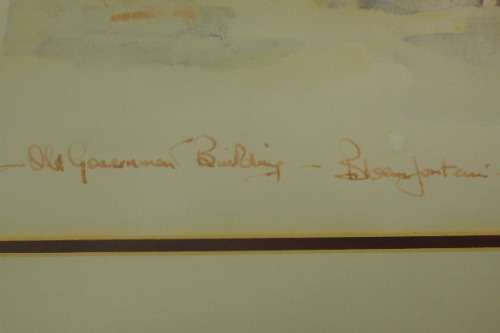 — Old Government Building — Bloemfontein